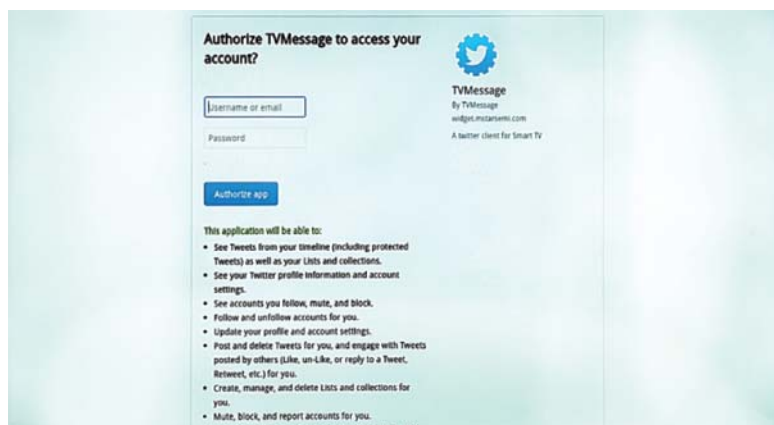 Authorize TVMessage to access your
account?
Username or email
Password
Authorize app
This application will be able to:
• See Tweets from your timeline (including protected
Tweets) as well as your Lists and collections.
• See your Twitter profile information and account
settings.
• See accounts you follow, mute, and block.
• Follow and unfollow accounts for you.
• Update your profile and account settings.
• Post and delete Tweets for you, and engage with Tweets
posted by others (Like, un-Like, or reply to a Tweet,
Retweet, etc.) for you.
• Create, manage, and delete Lists and collections for
you.
• Mute, block, and report accounts for you.
TVMessage
By TVMessage
widget.mstarsemi.com
A twitter client for Smart TV